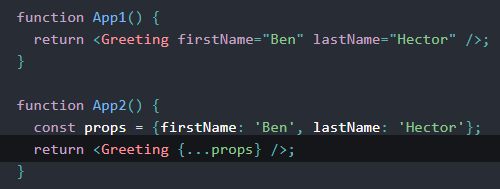 function App1() {
  return <Greeting firstName="Ben" lastName="Hector" />;
}

function App2() {
  const props = {firstName: 'Ben', lastName: 'Hector'};
  return <Greeting {...props} />;
}